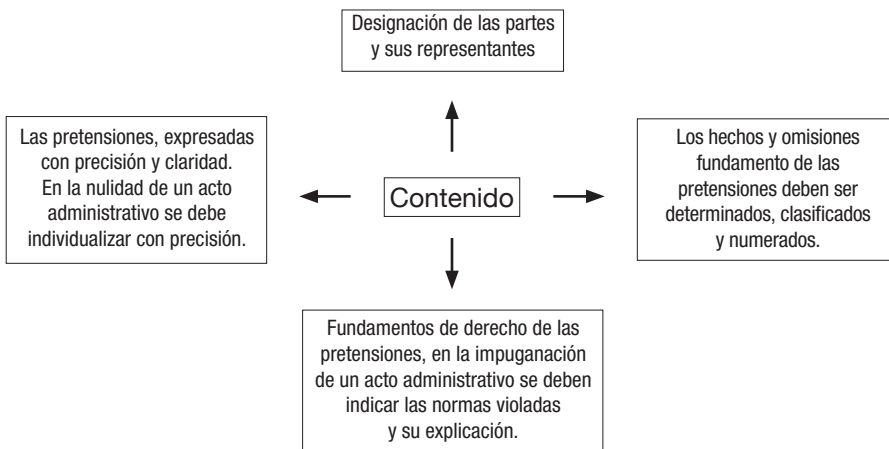 Designación de las partes
y sus representantes
Las pretensiones, expresadas
con precisión y claridad.
En la nulidad de un acto
administrativo se debe
individualizar con precisión.
Contenido
Los hechos y omisiones
fundamento de las
pretensiones deben ser
determinados, clasificados
y numerados.
Fundamentos de derecho de las
pretensiones, en la impuganación
de un acto administrativo se deben
indicar las normas violadas
y su explicación.